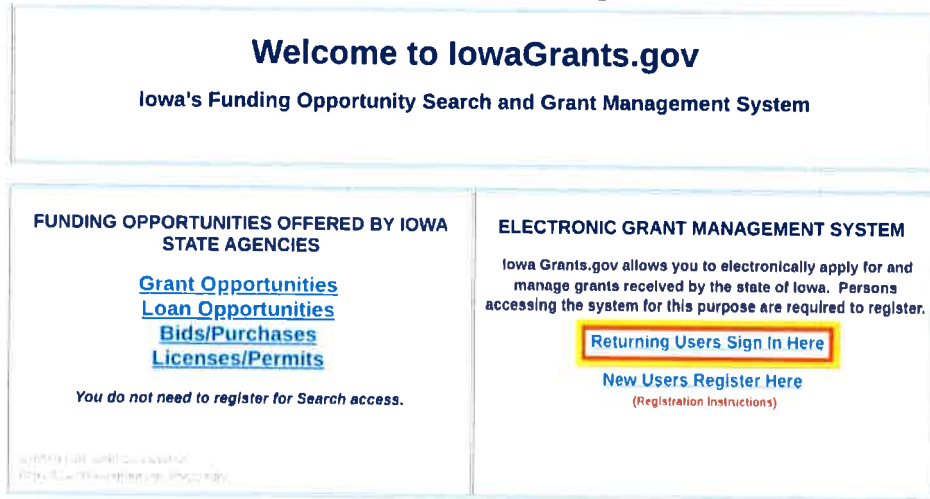 Welcome to IowaGrants.gov
Iowa's Funding Opportunity Search and Grant Management System
FUNDING OPPORTUNITIES OFFERED BY IOWA
STATE AGENCIES
Grant Opportunities
Loan Opportunities
Bids/Purchases
Licenses/Permits
You do not need to register for Search access.
ELECTRONIC GRANT MANAGEMENT SYSTEM
Iowa Grants.gov allows you to electronically apply for and
manage grants received by the state of Iowa. Persons
accessing the system for this purpose are required to register.
Returning Users Sign In Here
New Users Register Here
(Registration Instructions)